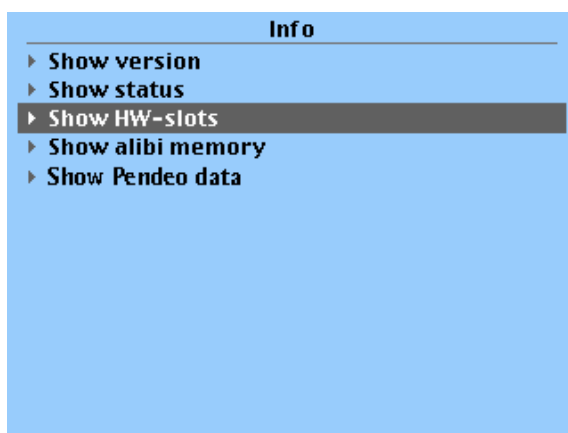 Info
Show version
Show status
Show HW-slots
Show alibi memory
Show Pendeo data